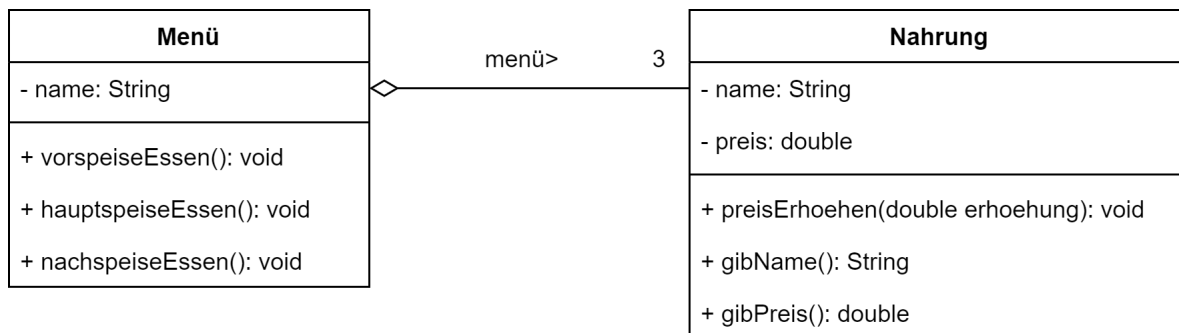 Menü
- name: String
+ vorspeiseEssen(): void
+ hauptspeiseEssen(): void
+ nachspeiseEssen(): void
menü> 3
Nahrung
- name: String
- preis: double
+ preisErhoehen(double erhoehung): void
+ gibName(): String
+ gibPreis(): double